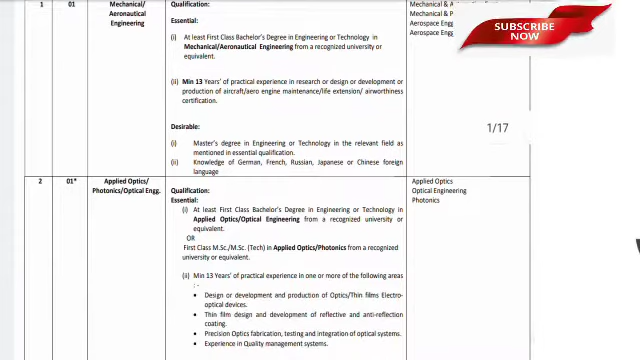 1 01 Mechanical/ Qualification: Mechanical &
Aeronautical Mechanical &
Engineering Essential: Aerospace
Aerospace
SUBSCRIBE
NOW
(i) At least First Class Bachelor's Degree in Engineering or Technology in
Mechanical/Aeronautical Engineering from a recognized university or
equivalent.
(ii) Min 13 Years' of practical experience in research or design or development or
production of aircraft/aero engine maintenance/life extension/ airworthiness
certification.
Desirable:
1/17
(i) Master's degree in Engineering or Technology in the relevant field as
mentioned in essential qualification.
(ii) Knowledge of German, French, Russian, Japanese or Chinese foreign
language
2 01* Applied Optics/ Applied Optics
Photonics/Optical Engg. Qualification: Optical Engineering
Essential: Photonics
(i) At least First Class Bachelor's Degree in Engineering or Technology in
Applied Optics/Optical Engineering from a recognized university or
equivalent.
OR
First Class M.Sc./M.Sc. (Tech) in Applied Optics/Photonics from a recognized
university or equivalent.
(ii) Min 13 Years' of practical experience in one or more of the following areas
: -
• Design or development and production of Optics/Thin films Electro-
optical devices.
• Thin film design and development of reflective and anti-reflection
coating.
• Precision Optics fabrication, testing and integration of optical systems.
• Experience in Quality management systems.